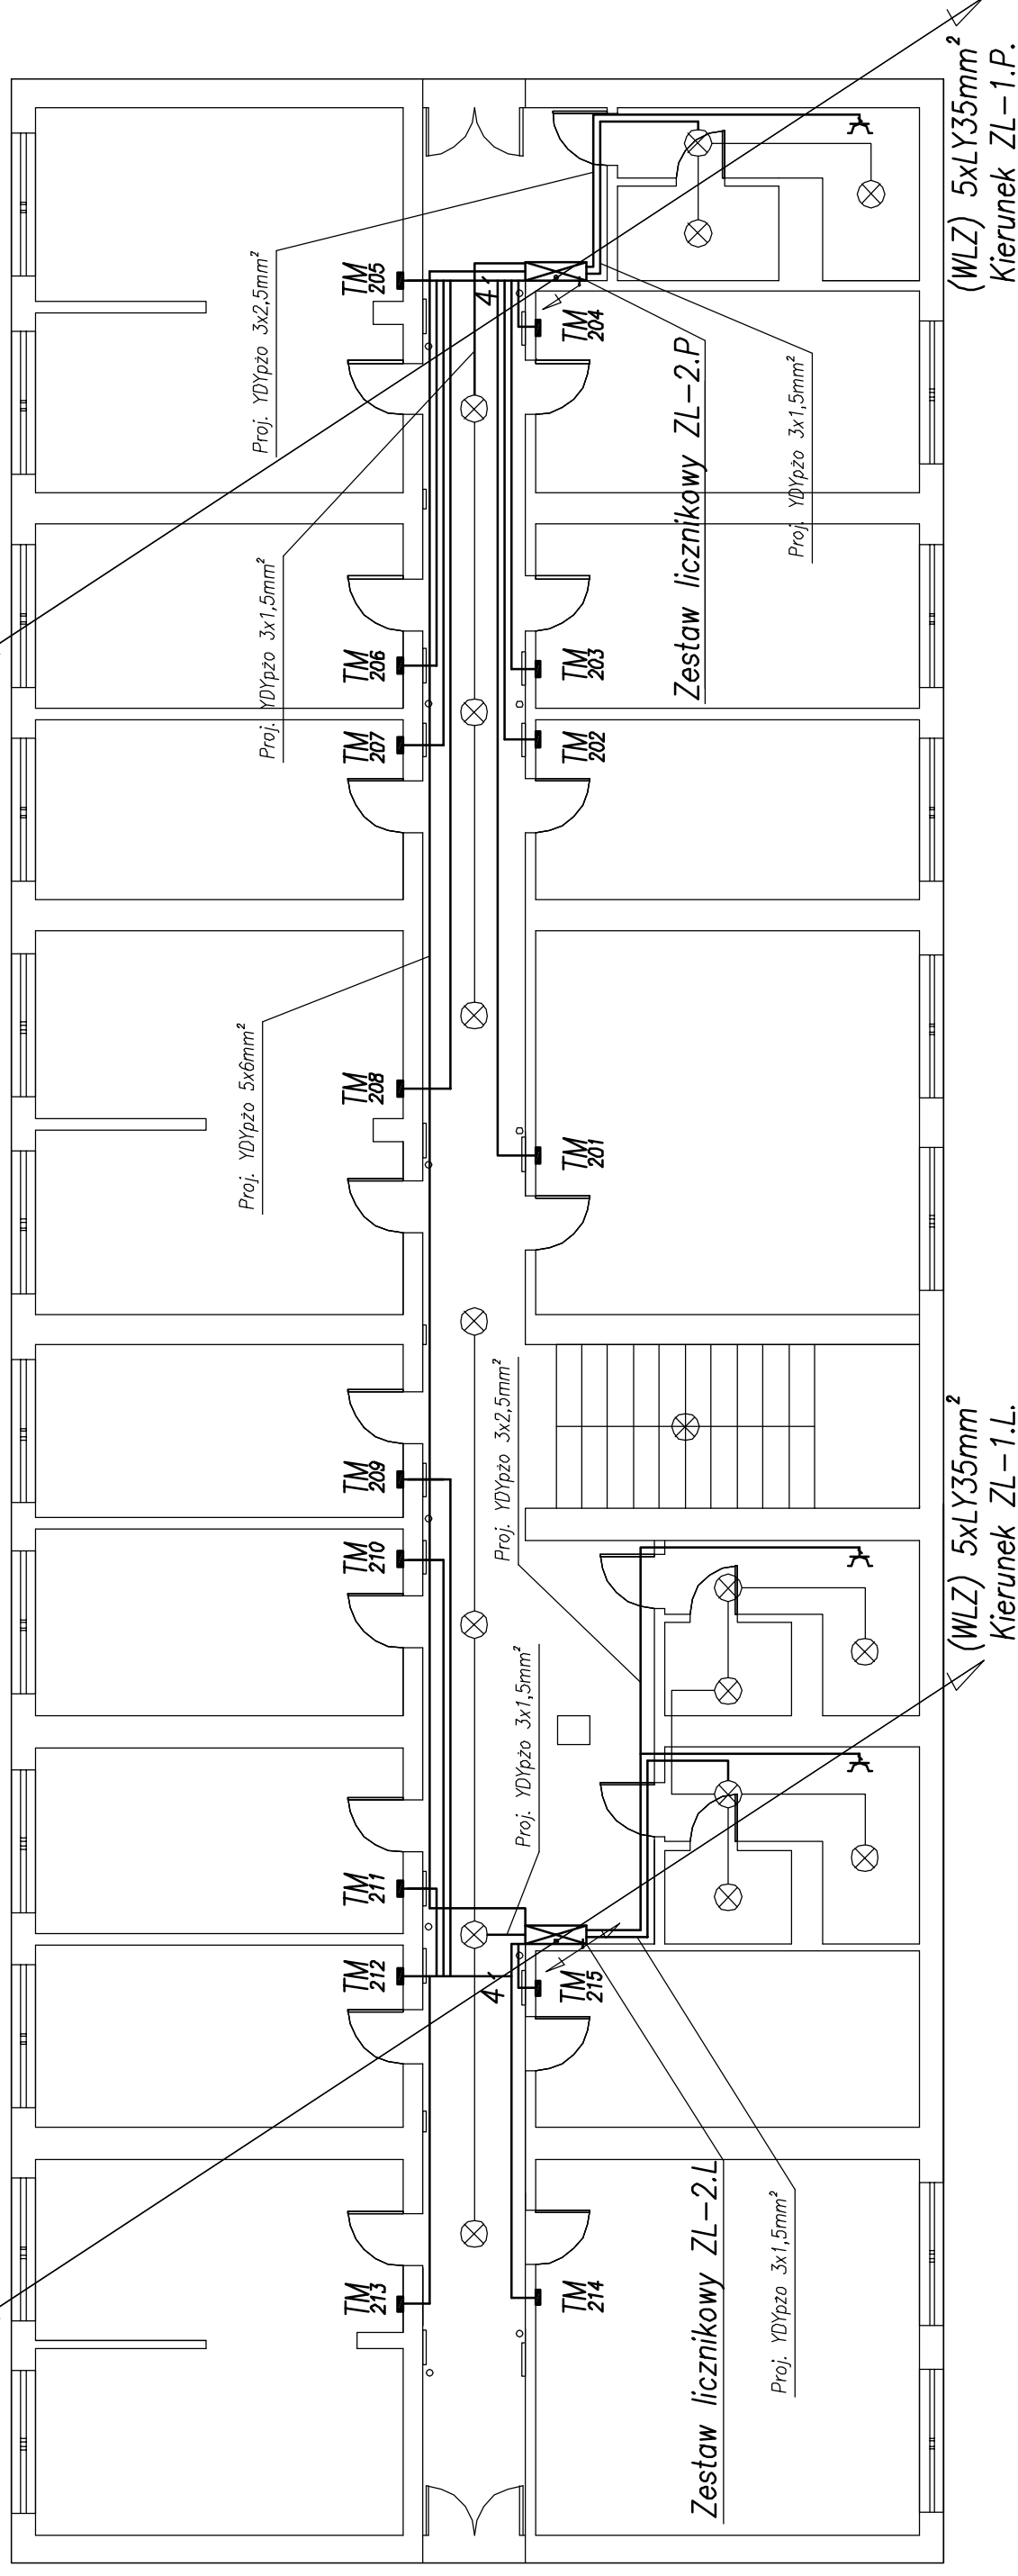 (WLZ) 5xLY35mm²
Kierunek ZL-1.P.
Proj. YDYpżo 3x2,5mm²
TM
205
4
TM
204
Zestaw licznikowy ZL-2.P
Proj. YDYpżo 3x1,5mm²
Proj. YDYpżo 3x1,5mm²
TM
206
TM
203
TM
207
TM
202
Proj. YDYpżo 5x6mm²
TM
208
TM
201
TM
209
Proj. YDYpżo 3x2,5mm²
(WLZ) 5xLY35mm²
Kierunek ZL-1.L.
TM
210
Proj. YDYpżo 3x1,5mm²
TM
211
TM
212
4
TM
215
TM
213
TM
214
Zestaw licznikowy ZL-2.L
Proj. YDYpżo 3x1,5mm²